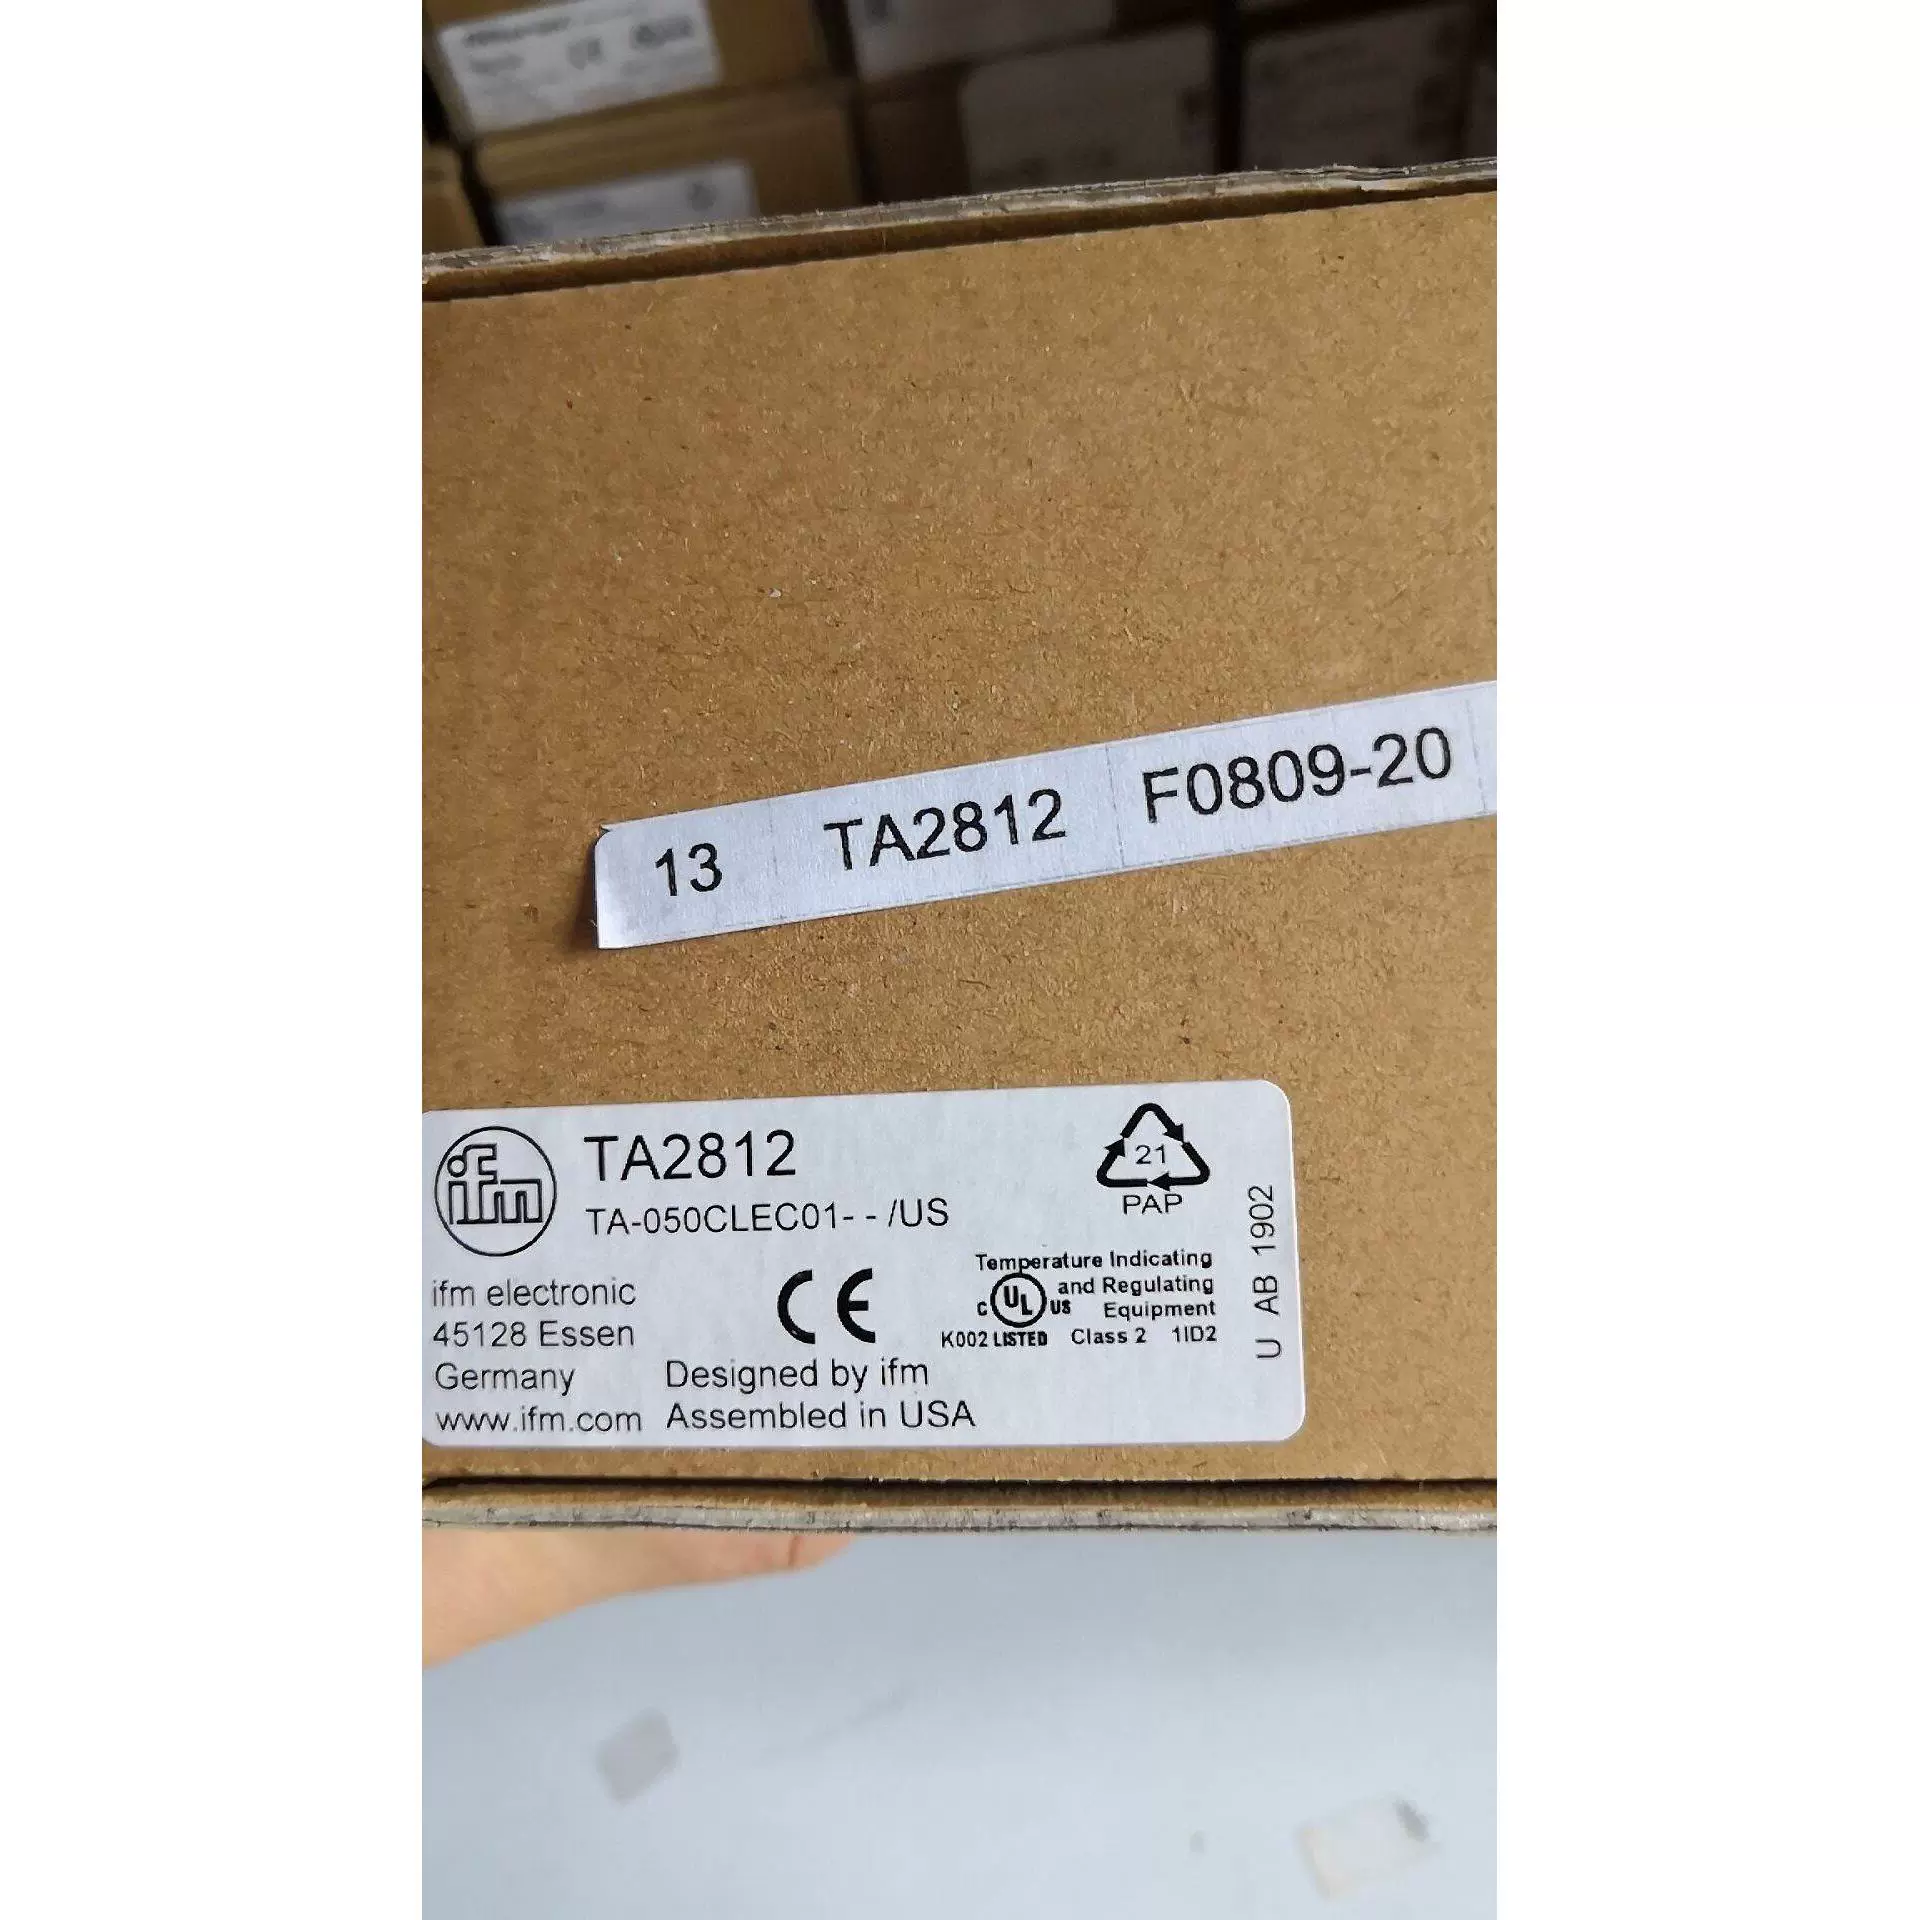 13 TA2812 F0809-20
ifm
TA2812
TA-050CLEC01- - /US
21
PAP
ifm electronic
45128 Essen
Germany
www.ifm.com
CE
Designed by ifm
Assembled in USA
Temperature Indicating
and Regulating
Equipment
C UL US
K002 LISTED Class 2 1ID2
U AB 1902